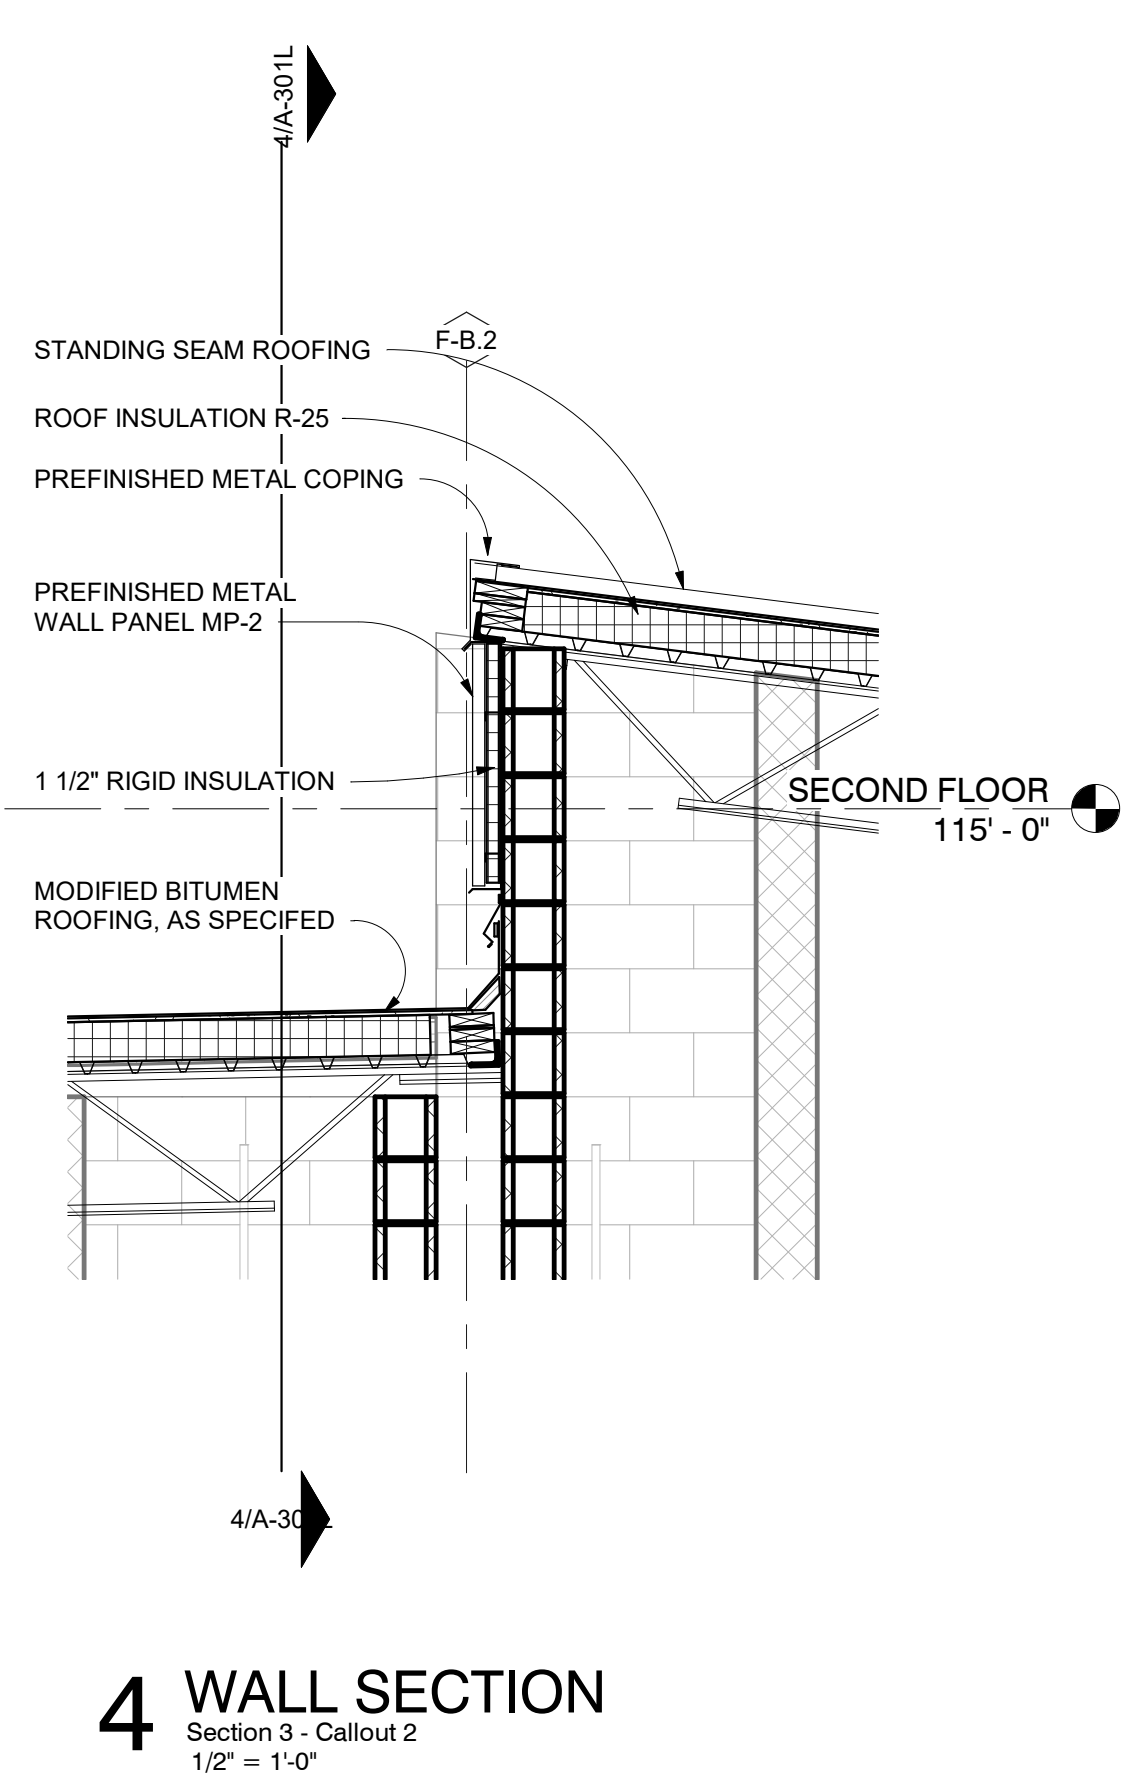 4/A-301L
F-B.2
STANDING SEAM ROOFING
ROOF INSULATION R-25
PREFINISHED METAL COPING
PREFINISHED METAL
WALL PANEL MP-2
1 1/2" RIGID INSULATION
SECOND FLOOR
115' - 0"
MODIFIED BITUMEN
ROOFING, AS SPECIFED
4/A-30
4 WALL SECTION
Section 3 - Callout 2
1/2" = 1'-0"